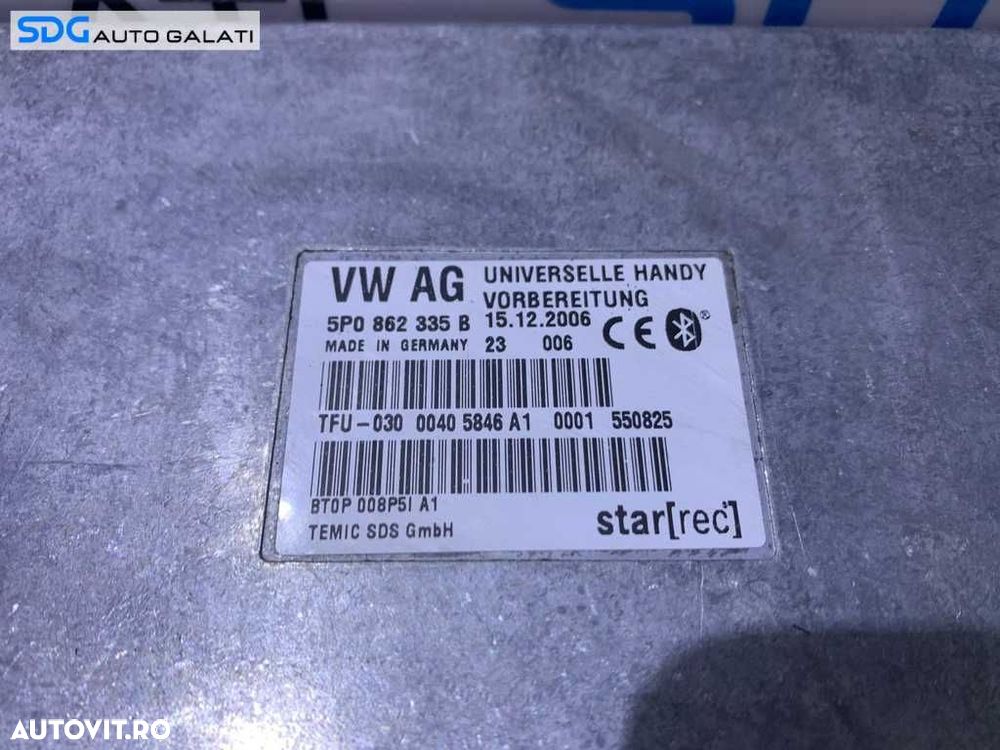 SDG AUTO GALATI
VW AG UNIVERSELLE HANDY
VORBEREITUNG
5P0 862 335 B 15.12.2006
MADE IN GERMANY 23 006
CE
TFU-030 0040 5846 A1 0001 550825
BT0P 008P5I A1
TEMIC SDS GmbH
star[rec]
AUTOVIT.RO